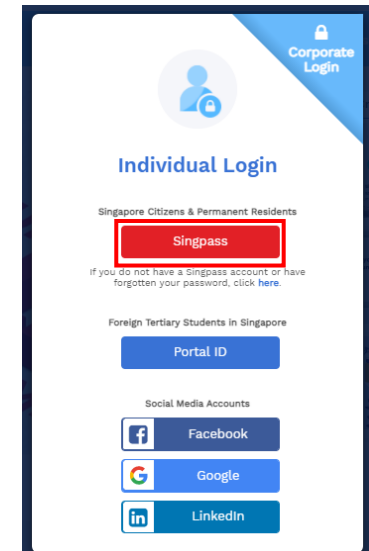 Corporate
Login
Individual Login
Singapore Citizens & Permanent Residents
Singpass
If you do not have a Singpass account or have
forgotten your password, click here.
Foreign Tertiary Students in Singapore
Portal ID
Social Media Accounts
Facebook
Google
LinkedIn